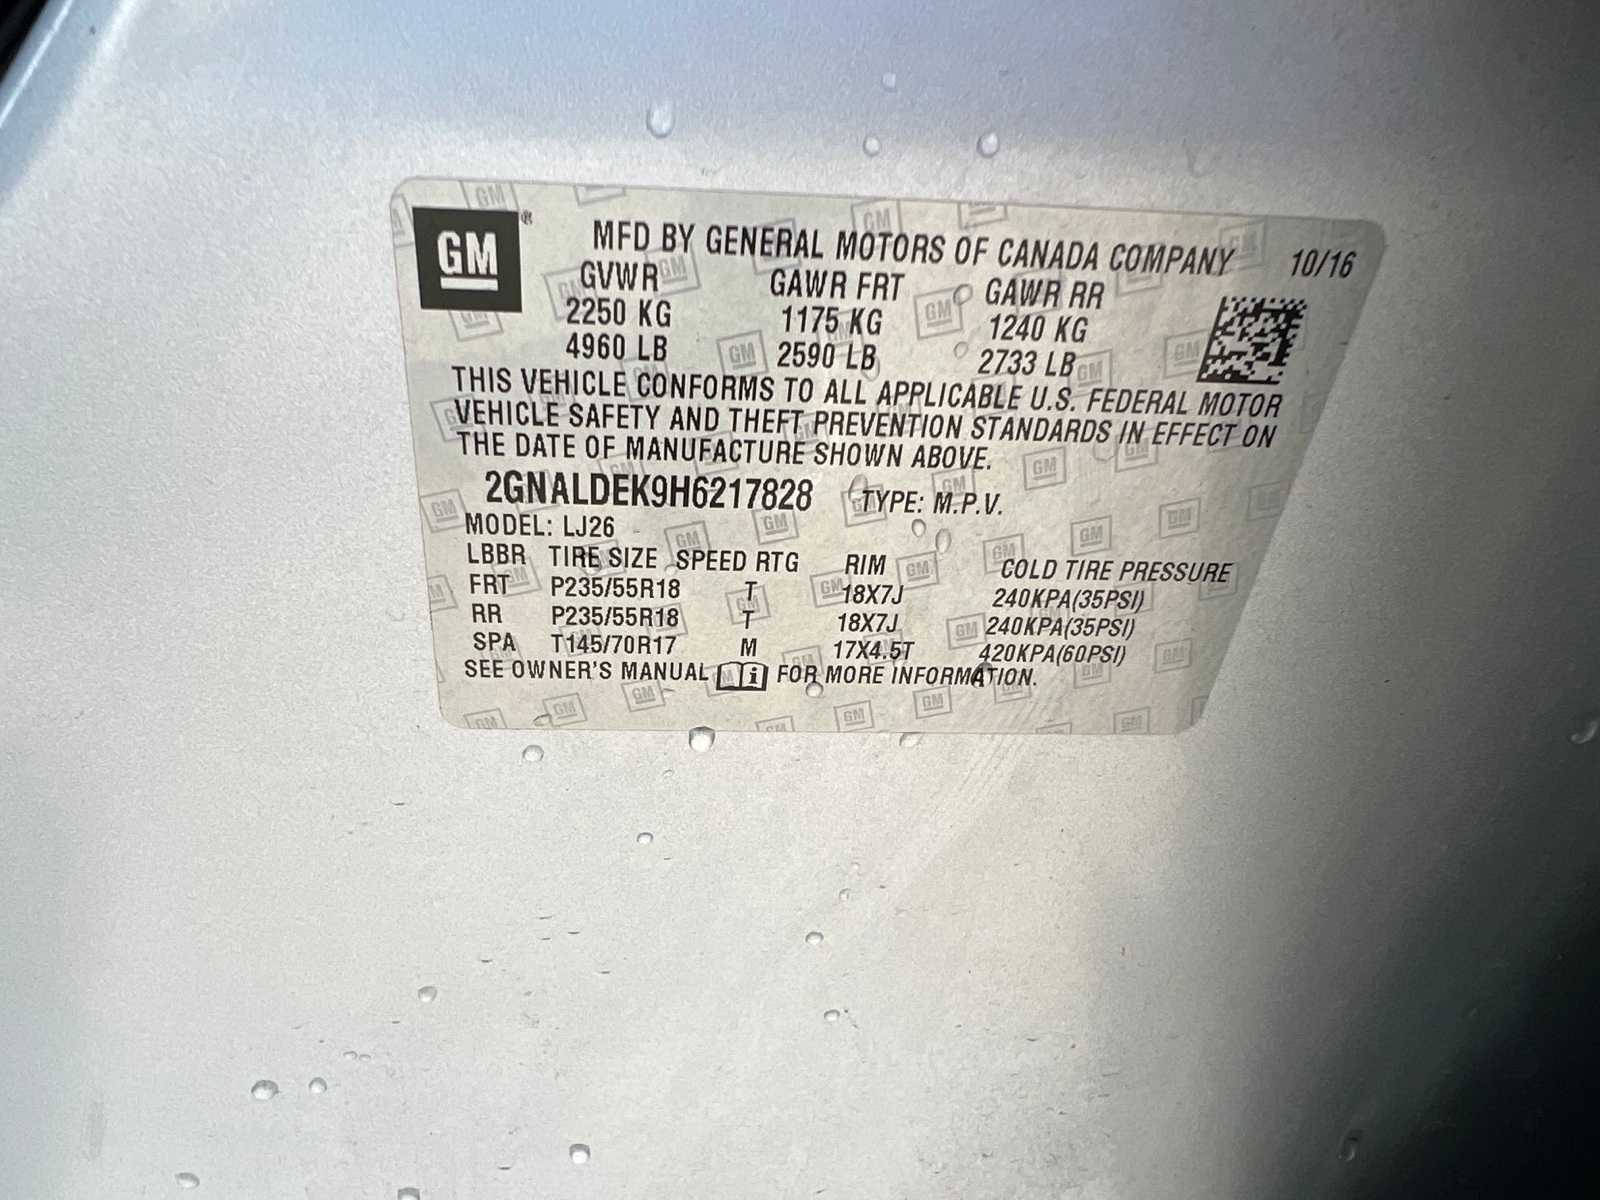 GM ® MFD BY GENERAL MOTORS OF CANADA COMPANY 10/16
GVWR GAWR FRT GAWR RR
2250 KG 1175 KG 1240 KG
4960 LB 2590 LB 2733 LB
THIS VEHICLE CONFORMS TO ALL APPLICABLE U.S. FEDERAL MOTOR
VEHICLE SAFETY AND THEFT PREVENTION STANDARDS IN EFFECT ON
THE DATE OF MANUFACTURE SHOWN ABOVE.
2GNALDEK9H6217828 TYPE: M.P.V.
MODEL: LJ26
LBBR TIRE SIZE SPEED RTG RIM COLD TIRE PRESSURE
FRT P235/55R18 T 18X7J 240KPA(35PSI)
RR P235/55R18 T 18X7J 240KPA(35PSI)
SPA T145/70R17 M 17X4.5T 420KPA(60PSI)
SEE OWNER'S MANUAL i FOR MORE INFORMATION.